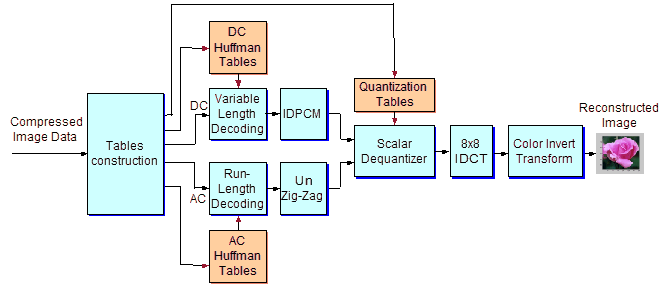 DC
Huffman
Tables
Quantization
Tables
Compressed
Image Data
Tables
construction
DC
Variable
Length
Decoding
IDPCM
Scalar
Dequantizer
8x8
IDCT
Color Invert
Transform
Reconstructed
Image
AC
Run-
Length
Decoding
Un
Zig-Zag
AC
Huffman
Tables